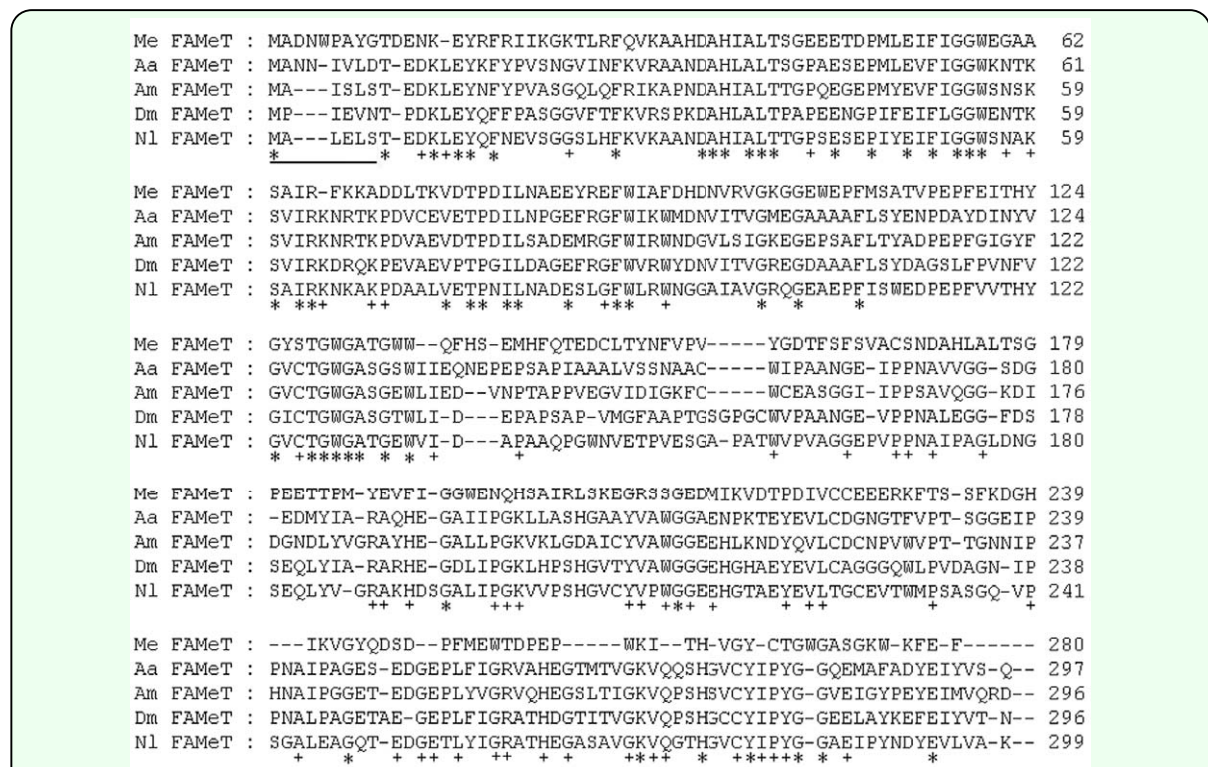 Me FAMeT : MADNWPAYGTDENK-EYRFRIIKGKTLRFQVKAAHDAHIALTSGEEETDPMLEIFIGGWEGAA 62
Aa FAMeT : MANN-IVLDT-EDKLEYKFYPVSNGVINFKVRAANDAHLALTSGPAESEPMLEVFIGGWKNTK 61
Am FAMeT : MA---ISLST-EDKLEYNFYPVASGQLQFRIKAPNDAHIALTTGPQEGEPMYEVFIGGWSNSK 59
Dm FAMeT : MP---IEVNT-PDKLEYQFFPASGGVFTFKVRSPKDAHLALTPAPEENGPIFEIFLGGWENTK 59
Nl FAMeT : MA---LELST-EDKLEYQFNEVSGGSLHFKVKAANDAHIALTTGPSESEPIYEIFIGGWSNAK 59
* * +*+** * + * *** *** + * * * * *** + +
Me FAMeT : SAIR-FKKADDLTKVDTPDILNAEEYREFWIAFDHDNVRVGKGGEWEPFMSATVPEPFEITHY 124
Aa FAMeT : SVIRKNRTKPDVCEVETPDILNPGEFRGFWIKWMDNVITVGMEGAAAAFLSYENPDAYDINYV 124
Am FAMeT : SVIRKNRTKPDVAEVDTPDILSADEMRGFWIRWNDGVLSIGKEGEPSAFLTYADPEPFGIGYF 122
Dm FAMeT : SVIRKDRQKPEVAEVPTPGILDAGEFRGFWVRWYDNVITVGREGDAAAFLSYDAGSLFPVNFV 122
Nl FAMeT : SAIRKNKAKPDAALVETPNILNADESLGFWLRWNGGAIAVGRQGEAEPFISWEDPEPFVVTHY 122
* **+ ++ * ** ** * +** + * * *
Me FAMeT : GYSTGWGATGWW--QFHS-EMHFQTEDCLTYNFVPV-----YGDTFSFSVACSNDAHLALTSG 179
Aa FAMeT : GVCTGWGASGSWIIEQNEPEPSAPIAAALVSSNAAC-----WIPAANGE-IPPNAVVGG-SDG 180
Am FAMeT : GVCTGWGASGEWLIED--VNPTAPPVEGVIDIGKFC-----WCEASGGI-IPPSAVQGG-KDI 176
Dm FAMeT : GICTGWGASGTWLI-D---EPAPSAP-VMGFAAPTGSGPGCWVPAANGE-VPPNALEGG-FDS 178
Nl FAMeT : GVCTGWGATGEWVI-D---APAAQPGWNVETPVESGA-PATWVPVAGGEPVPPNAIPAGLDNG 180
* +****** * * + + + + ++ + +
Me FAMeT : PEETTPM-YEVFI-GGWENQHSAIRLSKEGRSSGEDMIKVDTPDIVCCEEERKFTS-SFKDGH 239
Aa FAMeT : -EDMYIA-RAQHE-GAIIPGKLLASHGAAYVAWGGAENPKTEYEVLCDGNGTFVPT-SGGEIP 239
Am FAMeT : DGNDLYVGRAYHE-GALLPGKVKLGDAICYVAWGGEEHLKNDYQVLCDCNPVWVPT-TGNNIP 237
Dm FAMeT : SEQLYIA-RARHE-GDLIPGKLHPSHGVTYVAWGGGEHGHAEYEVLCAGGGQWLPVDAGN-IP 238
Nl FAMeT : SEQLYV-GRAKHDSGALIPGKVVPSHGVCYVPWGGEEHGTAEYEVLTGCEVTWMPSASGQ-VP 241
++ + * +++ ++ +*+ + + ++ + +
Me FAMeT : ---IKVGYQDSD--PFMEWTDPEP-----WKI--TH-VGY-CTGWGASGKW-KFE-F------ 280
Aa FAMeT : PNAIPAGES-EDGEPLFIGRVAHEGTMTVGKVQQSHGVCYIPYG-GQEMAFADYEIYVS-Q-- 297
Am FAMeT : HNAIPGGET-EDGEPLYVGRVQHEGSLTIGKVQPSHSVCYIPYG-GVEIGYPEYEIMVQRD-- 296
Dm FAMeT : PNALPAGETAE-GEPLFIGRATHDGTITVGKVQPSHGCCYIPYG-GEELAYKEFEIYVT-N-- 296
Nl FAMeT : SGALEAGQT-EDGETLYIGRATHEGASAVGKVQGTHGVCYIPYG-GAEIPYNDYEVLVA-K-- 299
+ * + ++ + ++ + + +*++ * +**** * * + *